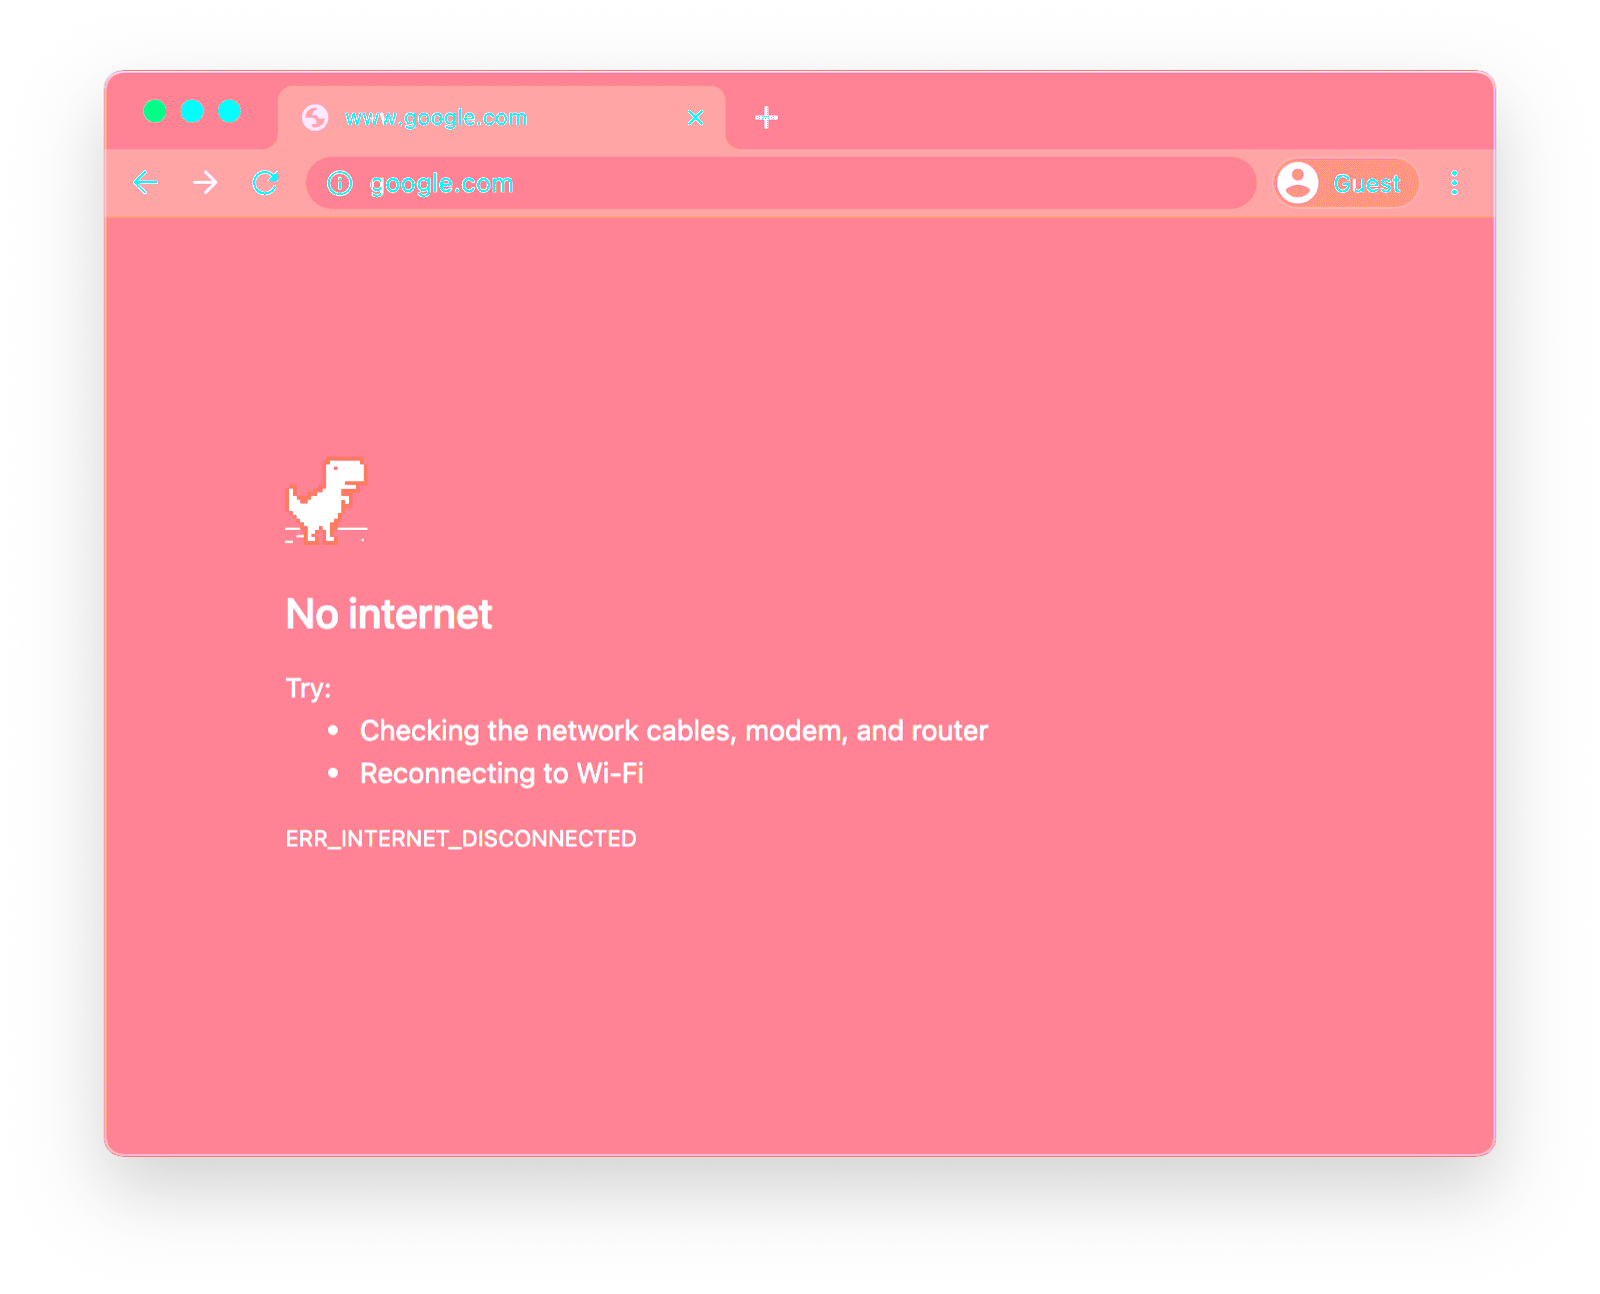 www.google.com
google.com
Guest
No internet
Try:
• Checking the network cables, modem, and router
• Reconnecting to Wi-Fi
ERR_INTERNET_DISCONNECTED